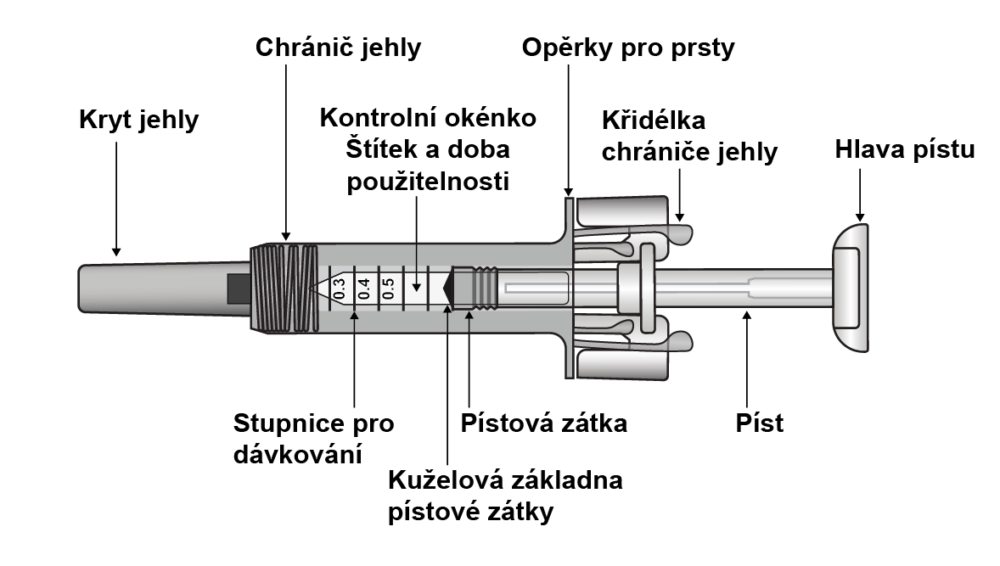 Chránič jehly
Opěrky pro prsty
Kryt jehly
Kontrolní okénko
Štítek a doba
použitelnosti
Křidélka
chrániče jehly
Hlava pístu
0.3
0.4
0.5
Stupnice pro
dávkování
Pístová zátka
Píst
Kuželová základna
pístové zátky